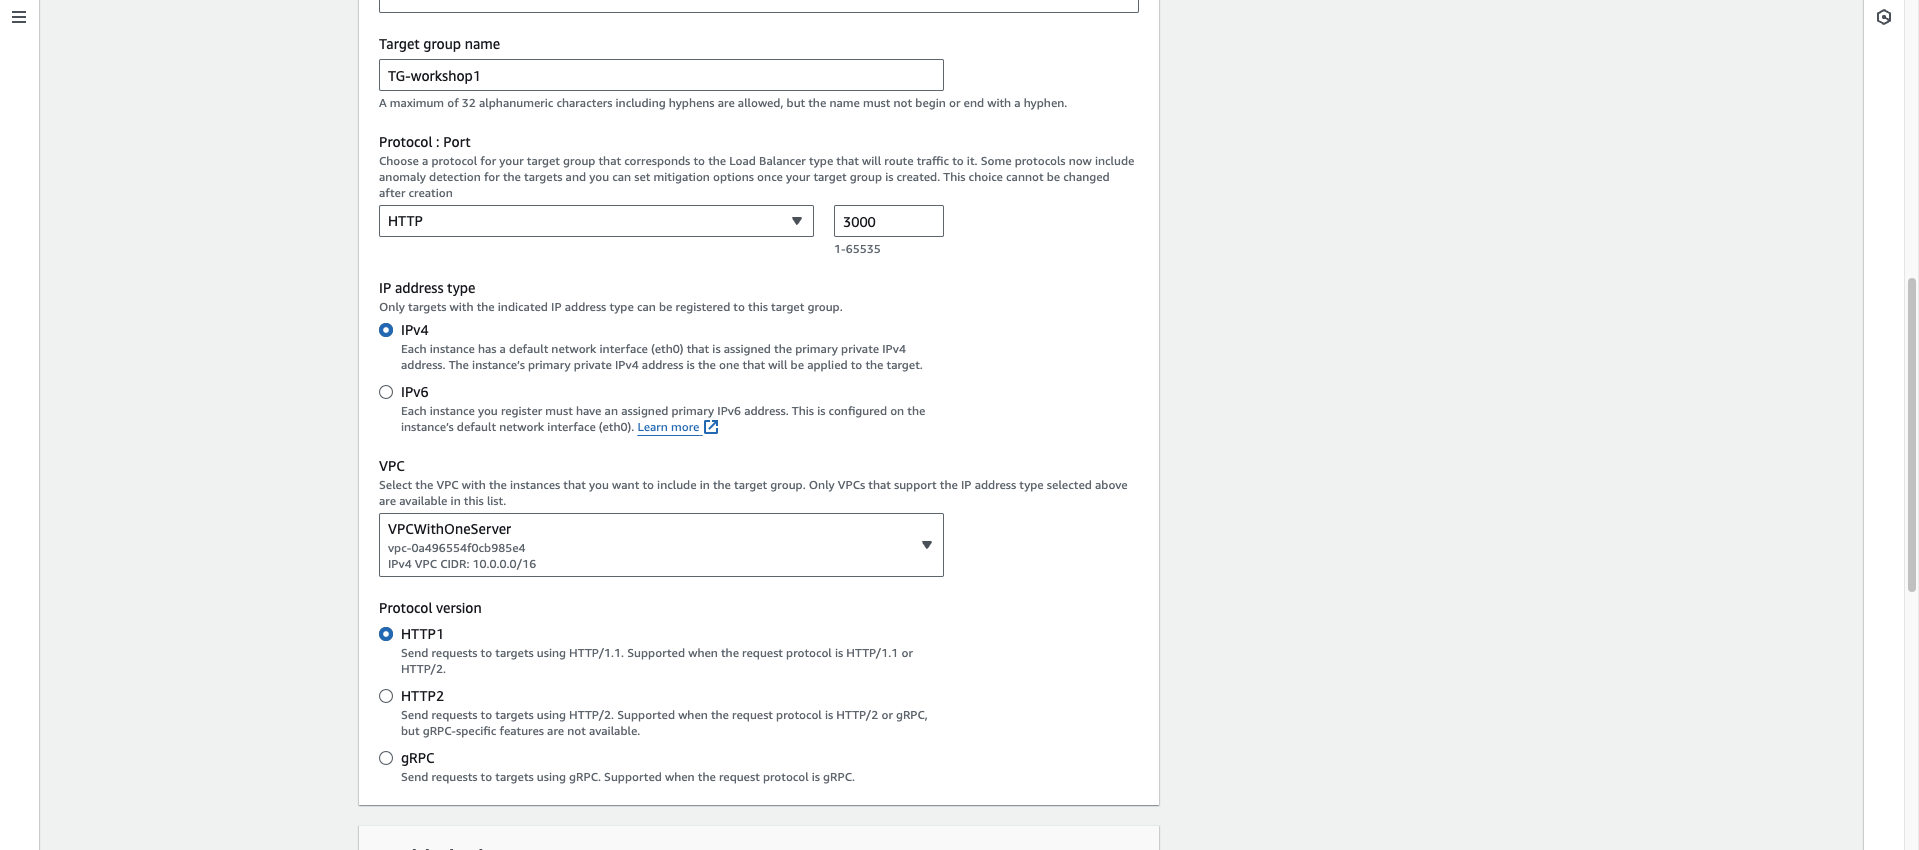 Target group name
TG-workshop1
A maximum of 32 alphanumeric characters including hyphens are allowed, but the name must not begin or end with a hyphen.
Protocol : Port
Choose a protocol for your target group that corresponds to the Load Balancer type that will route traffic to it. Some protocols now include
anomaly detection for the targets and you can set mitigation options once your target group is created. This choice cannot be changed
after creation
HTTP
3000
1-65535
IP address type
Only targets with the indicated IP address type can be registered to this target group.
IPv4
Each instance has a default network interface (eth0) that is assigned the primary private IPv4
address. The instance's primary private IPv4 address is the one that will be applied to the target.
IPv6
Each instance you register must have an assigned primary IPv6 address. This is configured on the
instance's default network interface (eth0). Learn more
VPC
Select the VPC with the instances that you want to include in the target group. Only VPCs that support the IP address type selected above
are available in this list.
VPCWithOneServer
vpc-0a496554f0cb985e4
IPv4 VPC CIDR: 10.0.0.0/16
Protocol version
HTTP1
Send requests to targets using HTTP/1.1. Supported when the request protocol is HTTP/1.1 or
HTTP/2.
HTTP2
Send requests to targets using HTTP/2. Supported when the request protocol is HTTP/2 or gRPC,
but gRPC-specific features are not available.
gRPC
Send requests to targets using gRPC. Supported when the request protocol is gRPC.